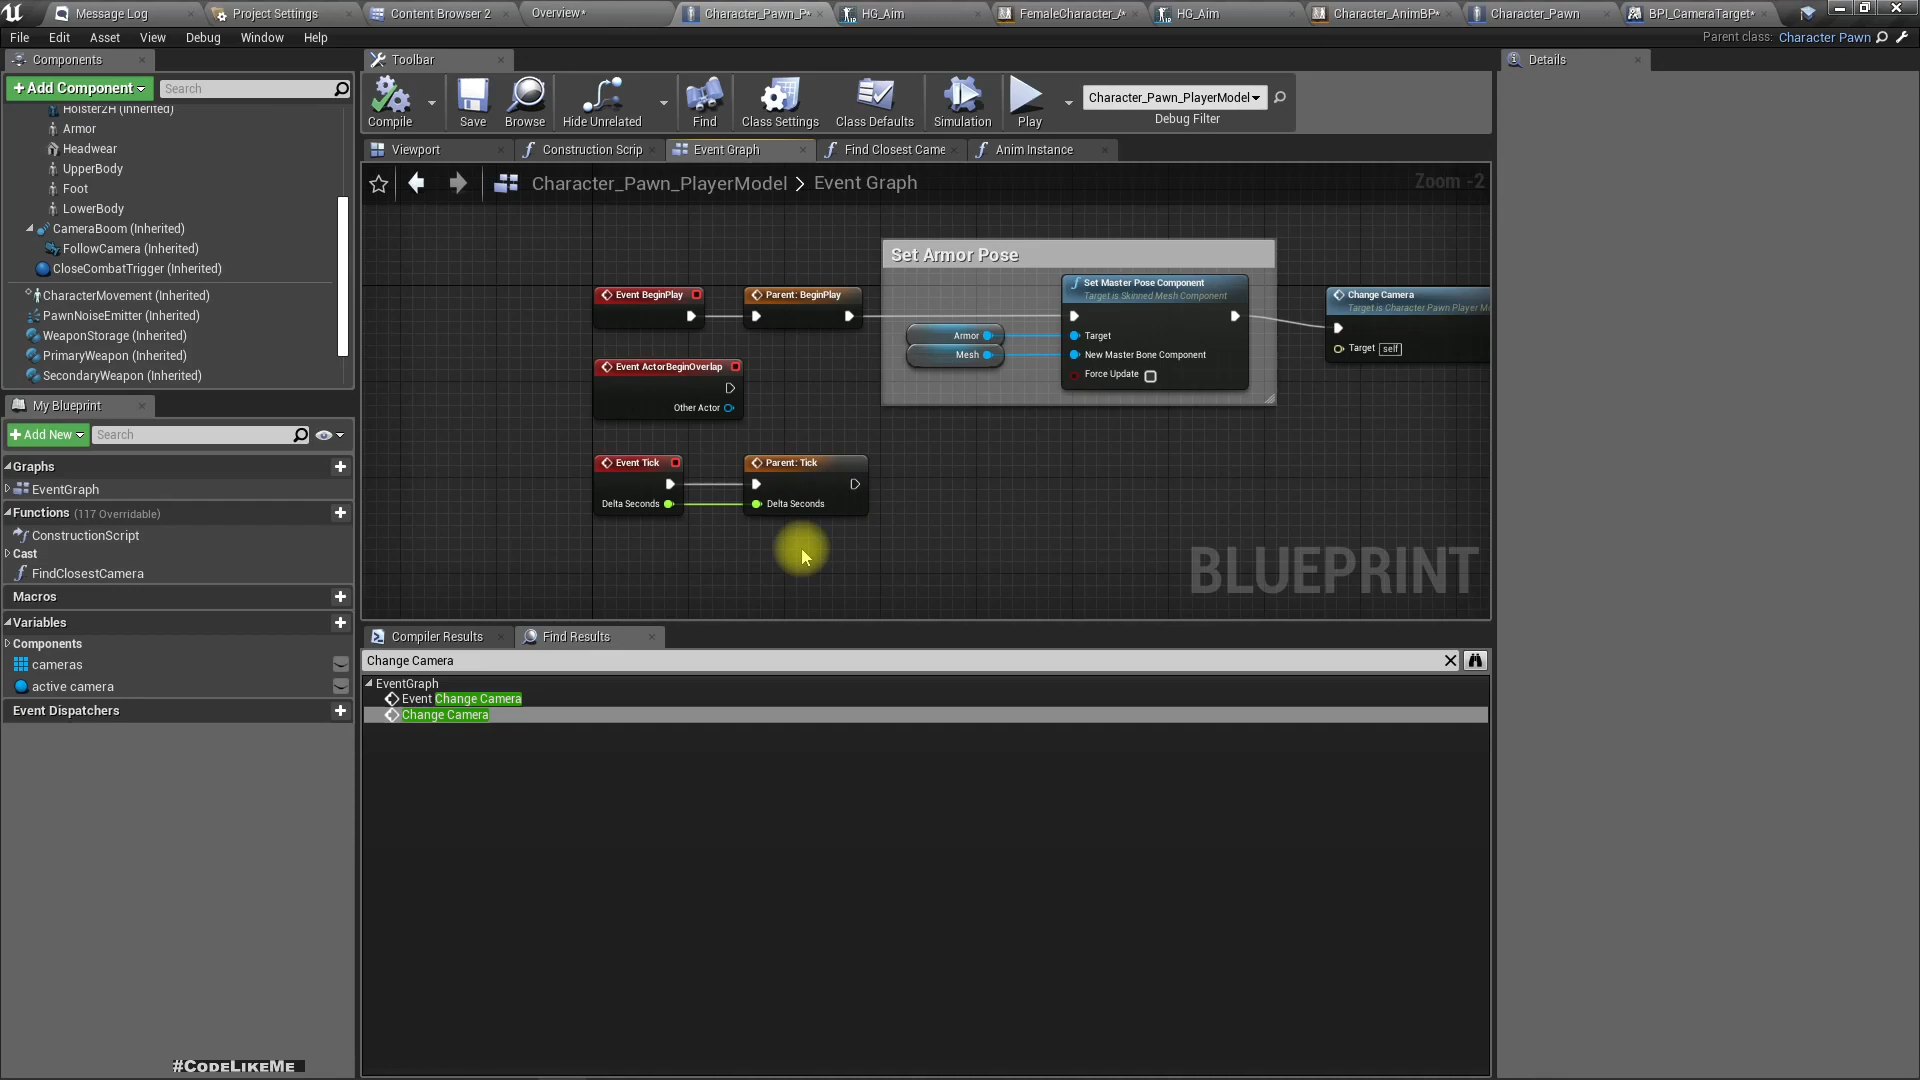 Message Log
Project Settings
Content Browser 2
Overview*
Character_Pawn_P*
HG_Aim
FemaleCharacter_A*
HG_Aim
Character_AnimBP*
Character_Pawn
BPI_CameraTarget*
File Edit Asset View Debug Window Help
Parent class: Character Pawn
Components
Toolbar
Details
+ Add Component
Search
Compile
Save
Browse
Hide Unrelated
Find
Class Settings
Class Defaults
Simulation
Play
Character_Pawn_PlayerModel
Debug Filter
Holster2H (Inherited)
Armor
Headwear
UpperBody
Foot
LowerBody
CameraBoom (Inherited)
FollowCamera (Inherited)
CloseCombatTrigger (Inherited)
CharacterMovement (Inherited)
PawnNoiseEmitter (Inherited)
WeaponStorage (Inherited)
PrimaryWeapon (Inherited)
SecondaryWeapon (Inherited)
Viewport
Construction Scrip
Event Graph
Find Closest Came
Anim Instance
Character_Pawn_PlayerModel > Event Graph
Zoom -2
Set Armor Pose
Event BeginPlay
Parent: BeginPlay
Set Master Pose Component
Target is Skinned Mesh Component
Armor
Target
Mesh
New Master Bone Component
Force Update
Change Camera
Target is Character Pawn Player Mo
Target self
Event ActorBeginOverlap
Other Actor
Event Tick
Delta Seconds
Parent: Tick
Delta Seconds
BLUEPRINT
My Blueprint
+ Add New
Search
Graphs
EventGraph
Functions (117 Overridable)
ConstructionScript
Cast
FindClosestCamera
Macros
Variables
Components
cameras
active camera
Event Dispatchers
Compiler Results
Find Results
Change Camera
EventGraph
Event Change Camera
Change Camera
#CodeLikeMe